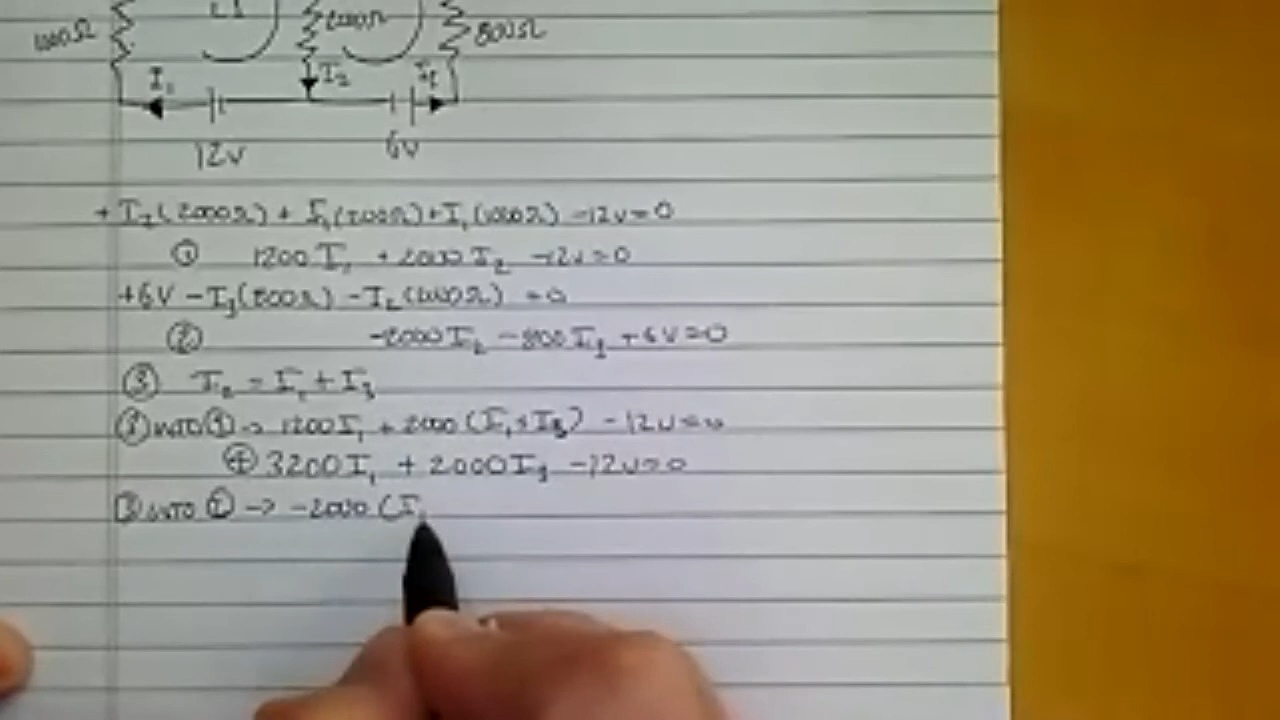 1000Ω L1 2000Ω 800Ω
I₁ I₂ I₃
12V 6V
+ I₂(2000Ω) + I₁(200Ω) + I₁(1000Ω) -12V=0
① 1200 I₁ + 2000 I₂ -12V=0
+6V - I₃(800Ω) - I₂(2000Ω) = 0
② -2000 I₂ - 800 I₃ + 6V=0
③ I₂ = I₁ + I₃
③ INTO ① → 1200 I₁ + 2000 (I₁ + I₃) - 12V=0
④ 3200 I₁ + 2000 I₃ -12V=0
③ INTO ② → -2000 (I₁